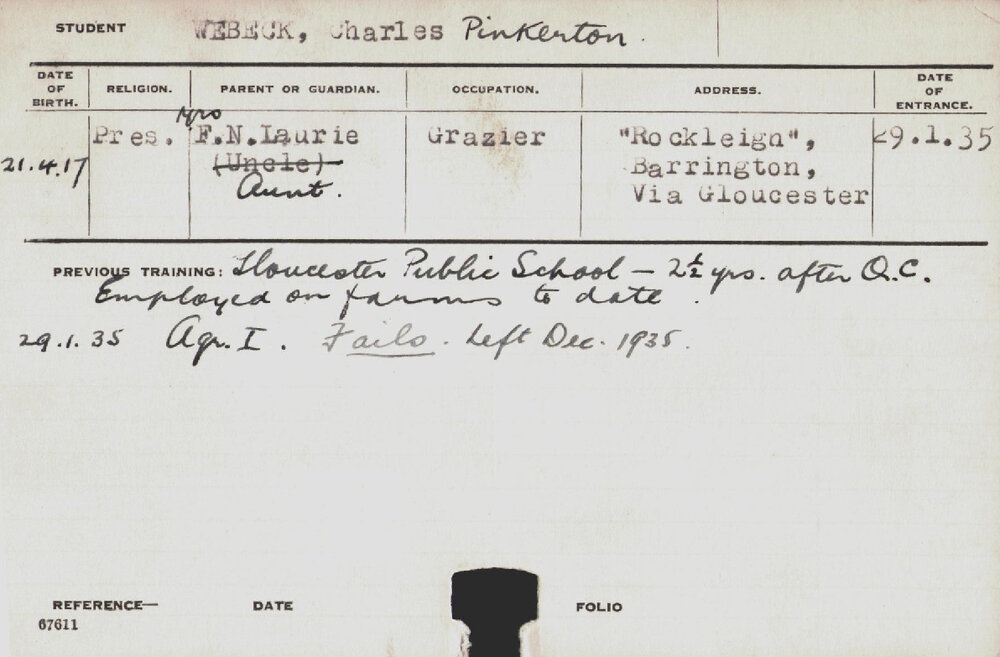 STUDENT WEBECK, Charles Pinkerton.
DATE OF BIRTH. RELIGION. PARENT OR GUARDIAN. OCCUPATION. ADDRESS. DATE OF ENTRANCE.
Mrs
Pres. F.N.Laurie Grazier "Rockleigh", 29.1.35
21.4.17 (Uncle) Barrington,
Aunt. Via Gloucester
PREVIOUS TRAINING: Gloucester Public School – 2½ yrs. after Q.C.
Employed on farms to date.
29.1.35 Agr. I. Fails. Left Dec. 1935.
REFERENCE— DATE FOLIO
67611